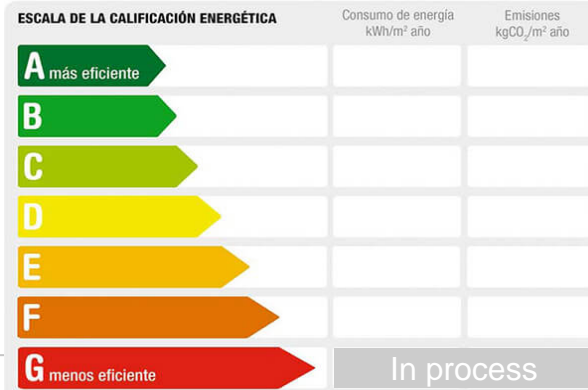 ESCALA DE LA CALIFICACIÓN ENERGÉTICA
Consumo de energía
kWh/m² año
Emisiones
kgCO₂/m² año
A más eficiente
B
C
D
E
F
G menos eficiente
In process